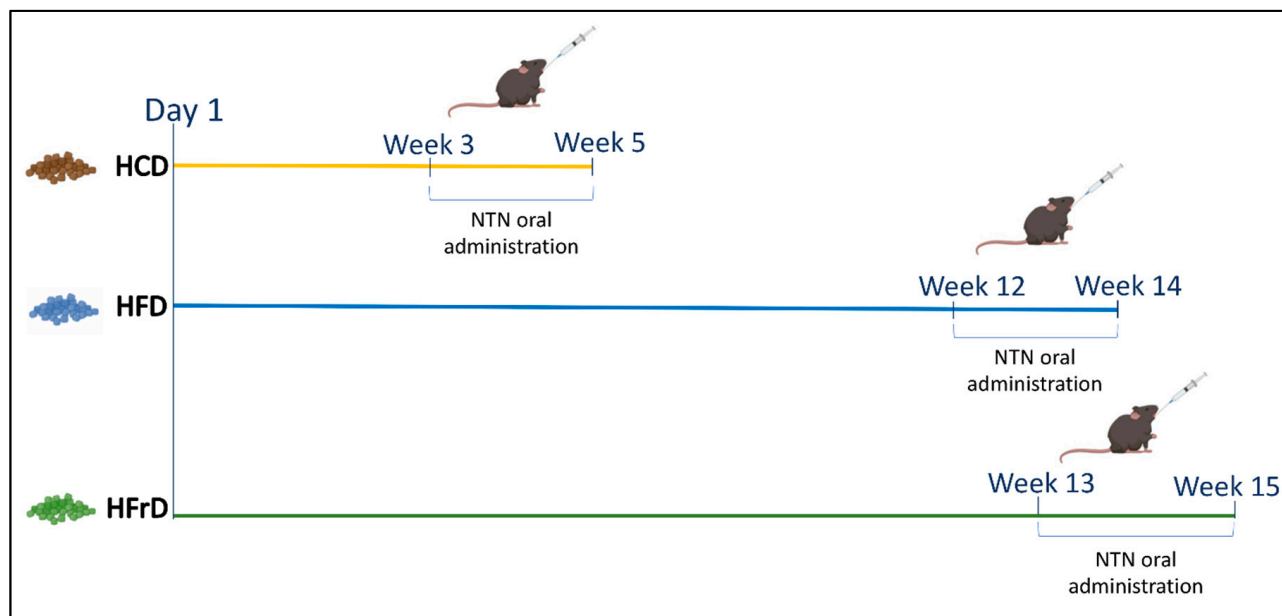 Day 1
HCD
Week 3
Week 5
NTN oral
administration
HFD
Week 12
Week 14
NTN oral
administration
HFrD
Week 13
Week 15
NTN oral
administration